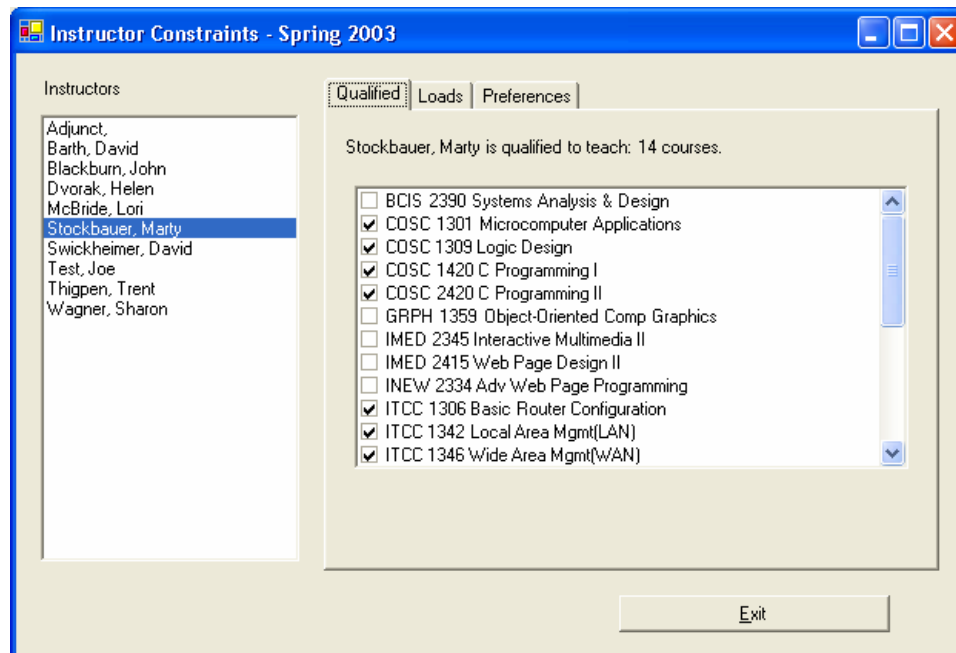 Instructor Constraints - Spring 2003
Instructors
Adjunct,
Barth, David
Blackburn, John
Dvorak, Helen
McBride, Lori
Stockbauer, Marty
Swickheimer, David
Test, Joe
Thigpen, Trent
Wagner, Sharon
Qualified Loads Preferences
Stockbauer, Marty is qualified to teach: 14 courses.
BCIS 2390 Systems Analysis & Design
COSC 1301 Microcomputer Applications
COSC 1309 Logic Design
COSC 1420 C Programming I
COSC 2420 C Programming II
GRPH 1359 Object-Oriented Comp Graphics
IMED 2345 Interactive Multimedia II
IMED 2415 Web Page Design II
INEW 2334 Adv Web Page Programming
ITCC 1306 Basic Router Configuration
ITCC 1342 Local Area Mgmt(LAN)
ITCC 1346 Wide Area Mgmt(WAN)
Exit